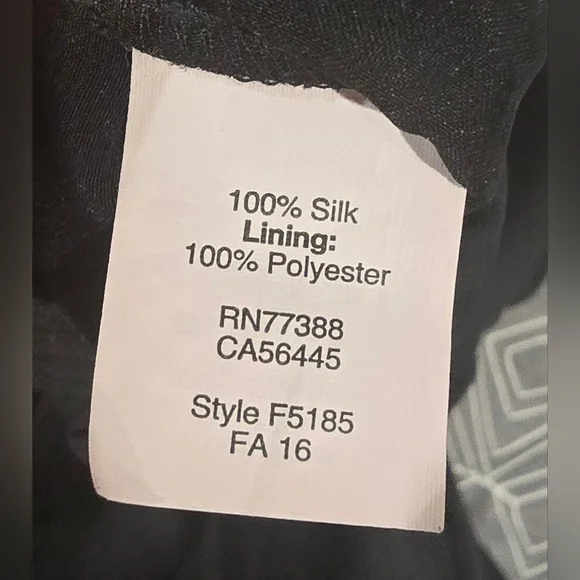 100% Silk
Lining:
100% Polyester
RN77388
CA56445
Style F5185
FA 16